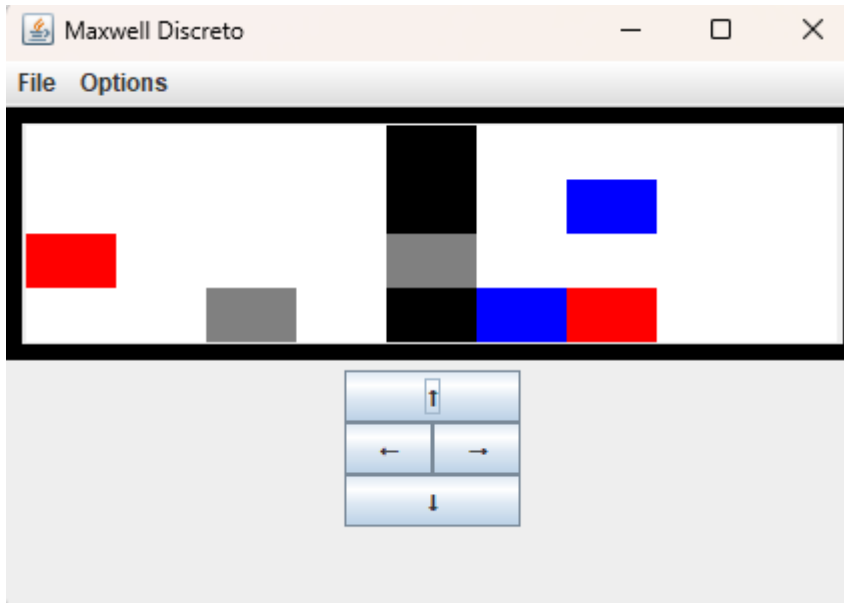 Maxwell Discreto
File Options
↑
← →
↓